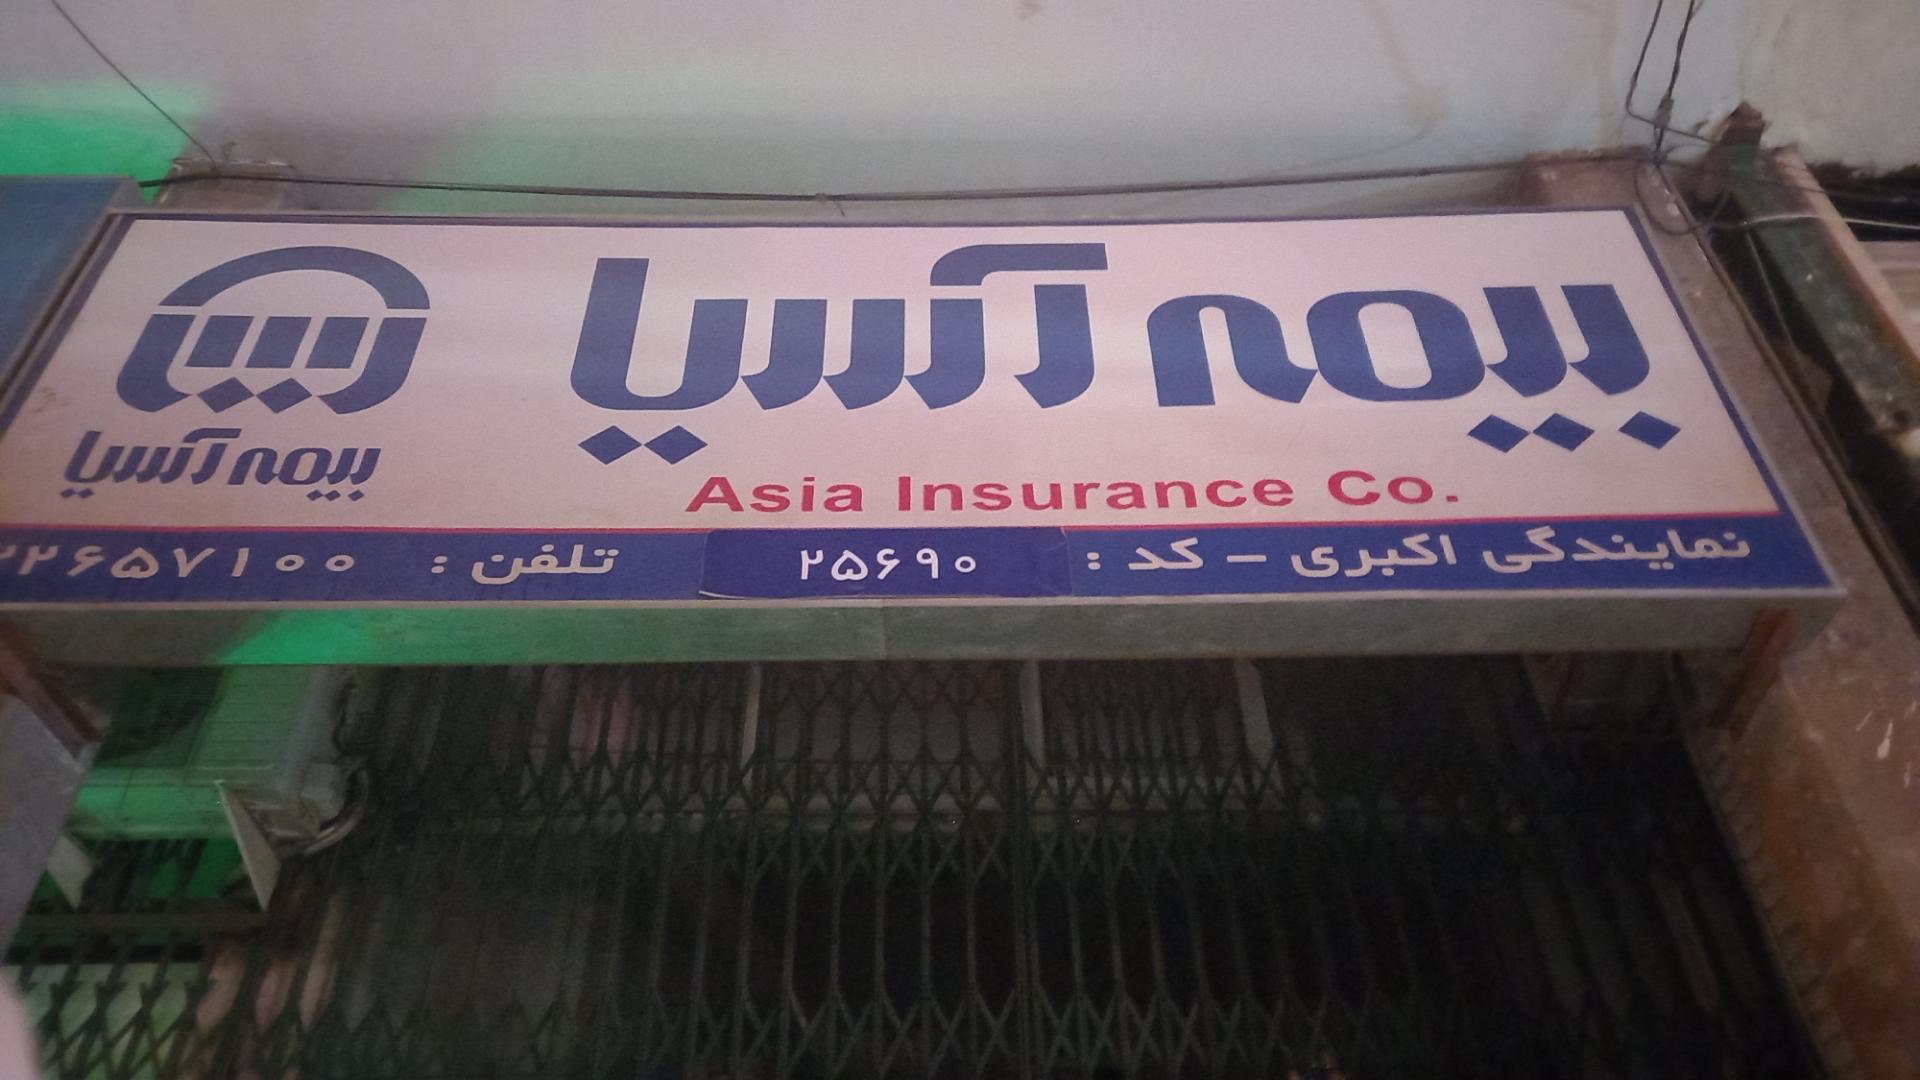 بیمه آسیا
Asia Insurance Co.
بیمه آسیا
نمایندگی اکبری - کد : ۲۵۶۹۰ تلفن : ۲۲۶۵۷۱۰۰